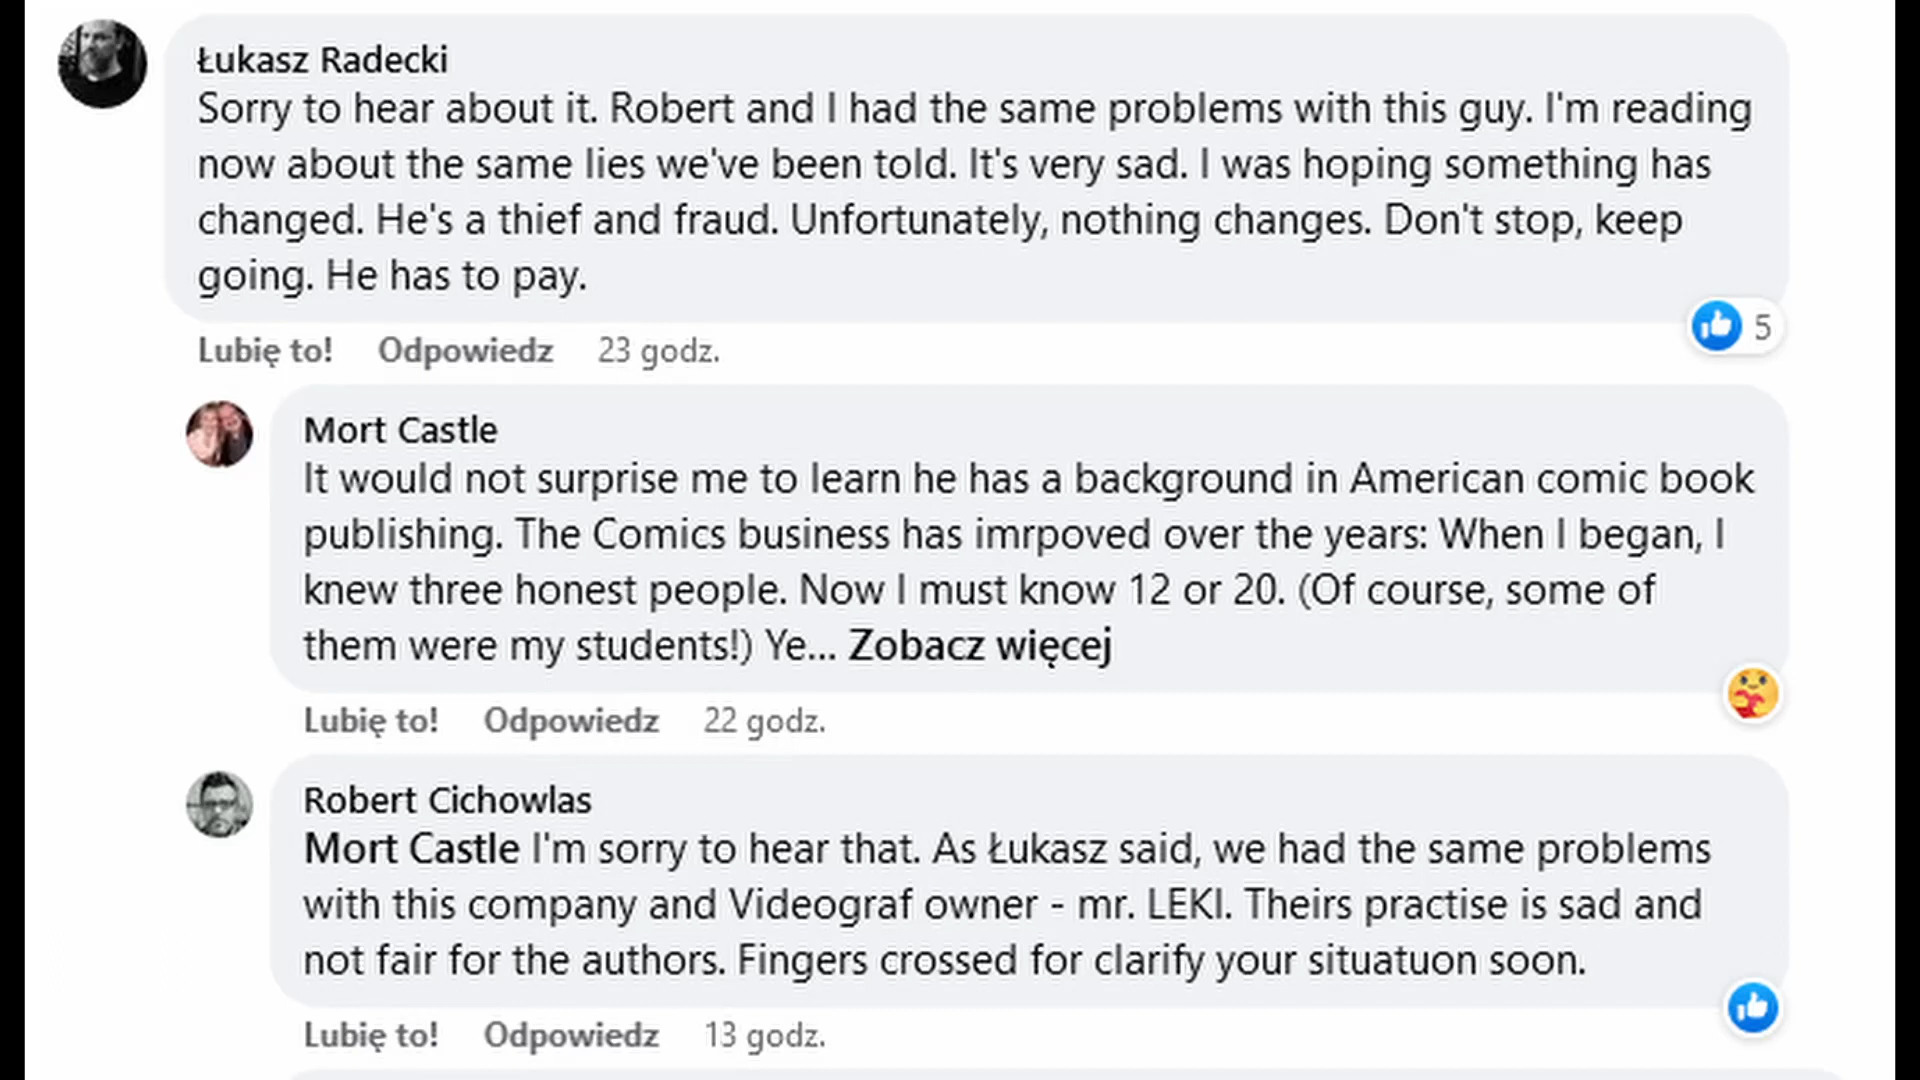 Łukasz Radecki
Sorry to hear about it. Robert and I had the same problems with this guy. I'm reading
now about the same lies we've been told. It's very sad. I was hoping something has
changed. He's a thief and fraud. Unfortunately, nothing changes. Don't stop, keep
going. He has to pay.
5
Lubię to! Odpowiedz 23 godz.
Mort Castle
It would not surprise me to learn he has a background in American comic book
publishing. The Comics business has imrpoved over the years: When I began, I
knew three honest people. Now I must know 12 or 20. (Of course, some of
them were my students!) Ye... Zobacz więcej
Lubię to! Odpowiedz 22 godz.
Robert Cichowlas
Mort Castle I'm sorry to hear that. As Łukasz said, we had the same problems
with this company and Videograf owner - mr. LEKI. Theirs practise is sad and
not fair for the authors. Fingers crossed for clarify your situatuon soon.
Lubię to! Odpowiedz 13 godz.